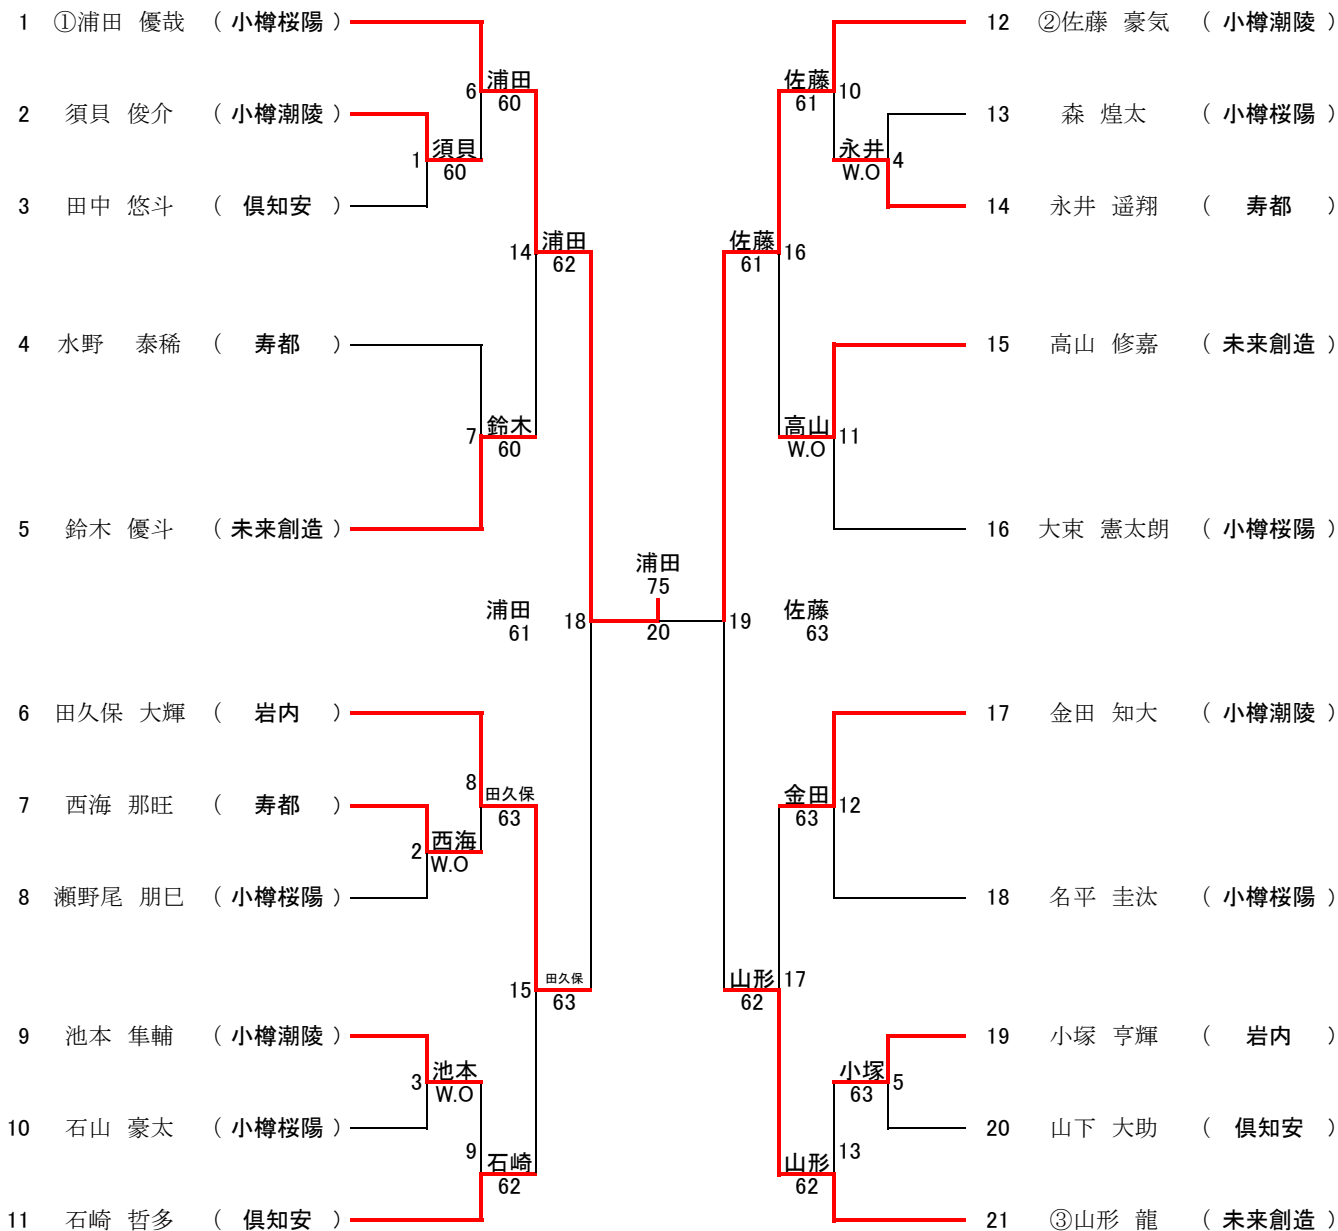 1 ①浦田 優哉 ( 小樽桜陽 )
12 ②佐藤 豪気 ( 小樽潮陵 )
6 浦田
60
佐藤 10
61
2 須貝 俊介 ( 小樽潮陵 )
13 森 煌太 ( 小樽桜陽 )
1 須貝
60
永井 4
W.O
3 田中 悠斗 ( 倶知安 )
14 永井 遥翔 ( 寿都 )
14 浦田
62
佐藤 16
61
4 水野 泰稀 ( 寿都 )
15 高山 修嘉 ( 未来創造 )
7 鈴木
60
高山 11
W.O
5 鈴木 優斗 ( 未来創造 )
16 大束 憲太朗 ( 小樽桜陽 )
浦田
75
浦田 18
61
20
19 佐藤
63
6 田久保 大輝 ( 岩内 )
17 金田 知大 ( 小樽潮陵 )
8 田久保
63
金田 12
63
7 西海 那旺 ( 寿都 )
2 西海
W.O
8 瀬野尾 朋巳 ( 小樽桜陽 )
18 名平 圭汰 ( 小樽桜陽 )
15 田久保
63
山形 17
62
9 池本 隼輔 ( 小樽潮陵 )
19 小塚 亨輝 ( 岩内 )
3 池本
W.O
小塚 5
63
10 石山 豪太 ( 小樽桜陽 )
20 山下 大助 ( 倶知安 )
9 石崎
62
山形 13
62
11 石崎 哲多 ( 倶知安 )
21 ③山形 龍 ( 未来創造 )